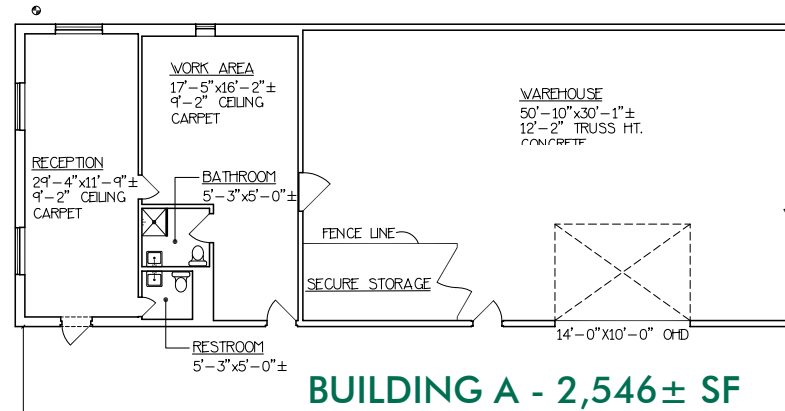 WORK AREA
17'-5"x16'-2"±
9'-2" CEILING
CARPET
WAREHOUSE
50'-10"x30'-1"±
12'-2" TRUSS HT.
CONCRETE
RECEPTION
29'-4"x11'-9"±
9'-2" CEILING
CARPET
BATHROOM
5'-3"x5'-0"±
FENCE LINE
SECURE STORAGE
14'-0"X10'-0" OHD
RESTROOM
5'-3"x5'-0"±
BUILDING A - 2,546± SF